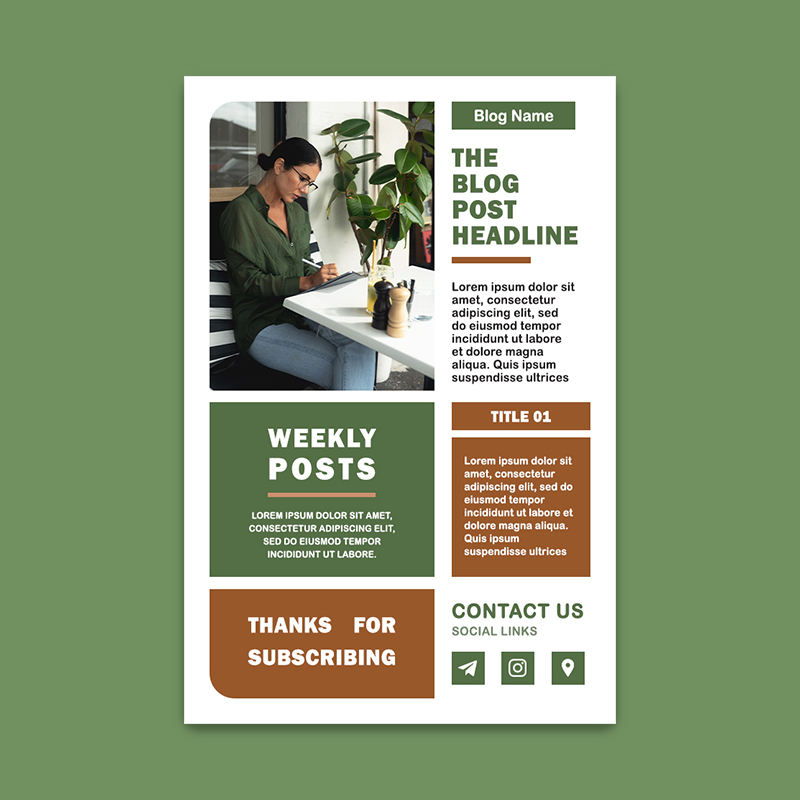 Blog Name
THE
BLOG
POST
HEADLINE
Lorem ipsum dolor sit
amet, consectetur
adipiscing elit, sed
do eiusmod tempor
incididunt ut labore
et dolore magna
aliqua. Quis ipsum
suspendisse ultrices
WEEKLY
POSTS
LOREM IPSUM DOLOR SIT AMET,
CONSECTETUR ADIPISCING ELIT,
SED DO EIUSMOD TEMPOR
INCIDIDUNT UT LABORE.
TITLE 01
Lorem ipsum dolor sit
amet, consectetur
adipiscing elit, sed do
eiusmod tempor
incididunt ut labore et
dolore magna aliqua.
Quis ipsum
suspendisse ultrices
THANKS FOR
SUBSCRIBING
CONTACT US
SOCIAL LINKS